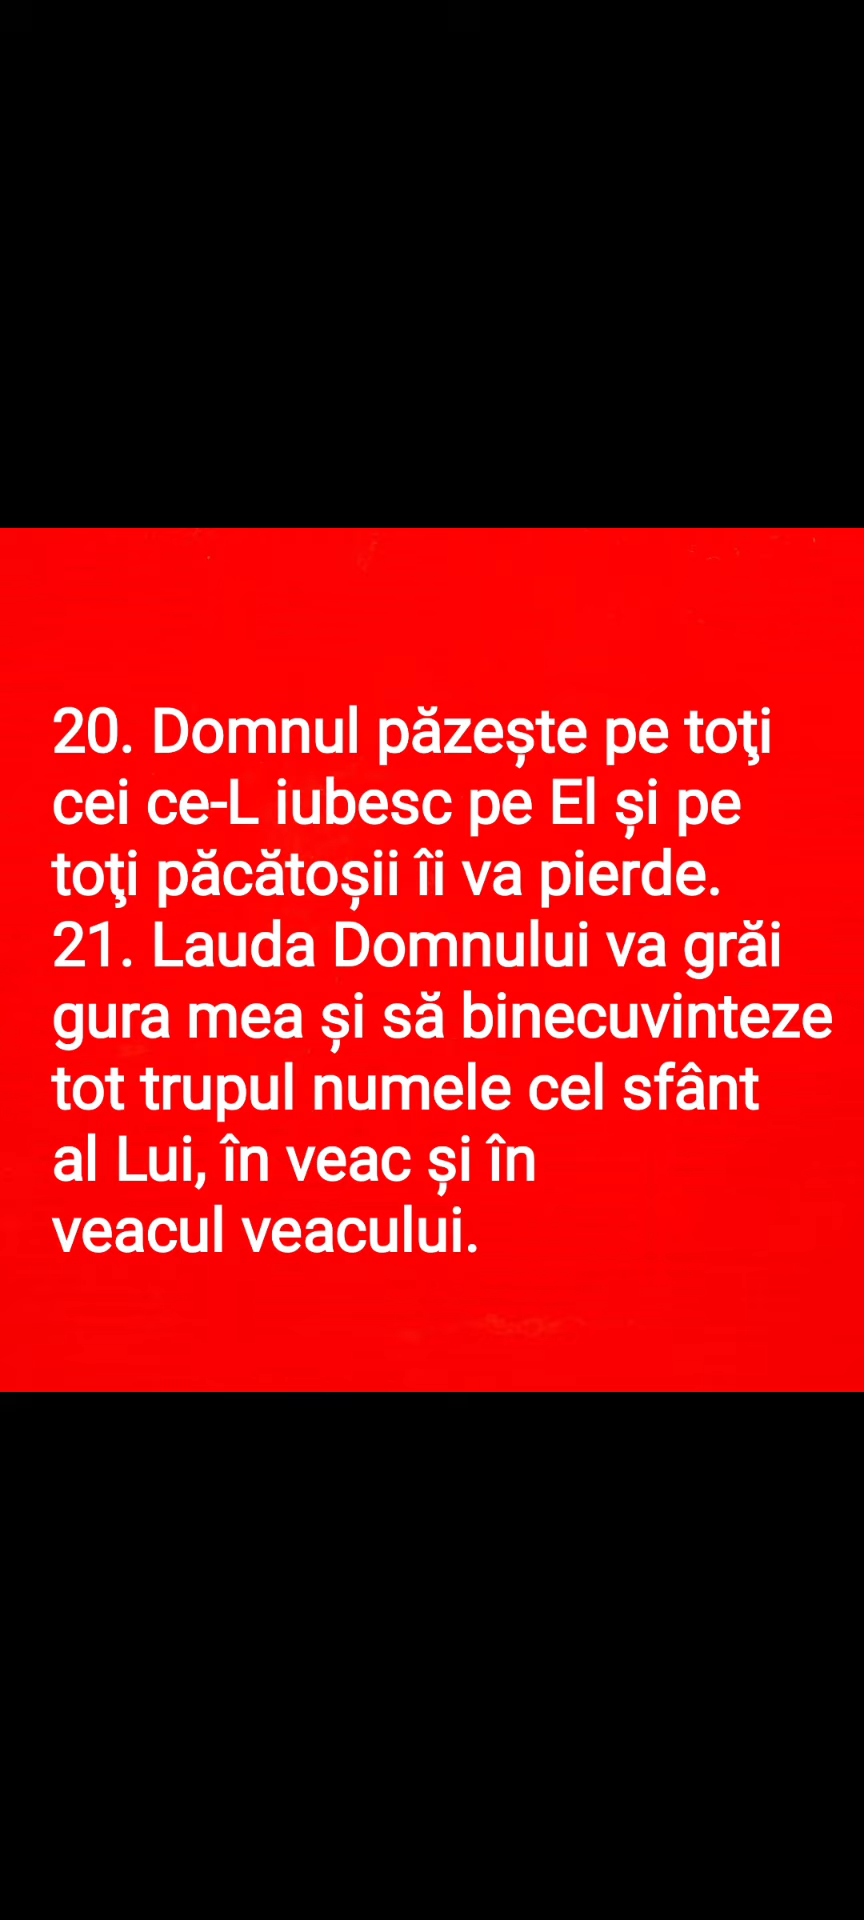 20. Domnul păzește pe toţi
cei ce-L iubesc pe El și pe
toţi păcătoșii îi va pierde.
21. Lauda Domnului va grăi
gura mea și să binecuvinteze
tot trupul numele cel sfânt
al Lui, în veac și în
veacul veacului.